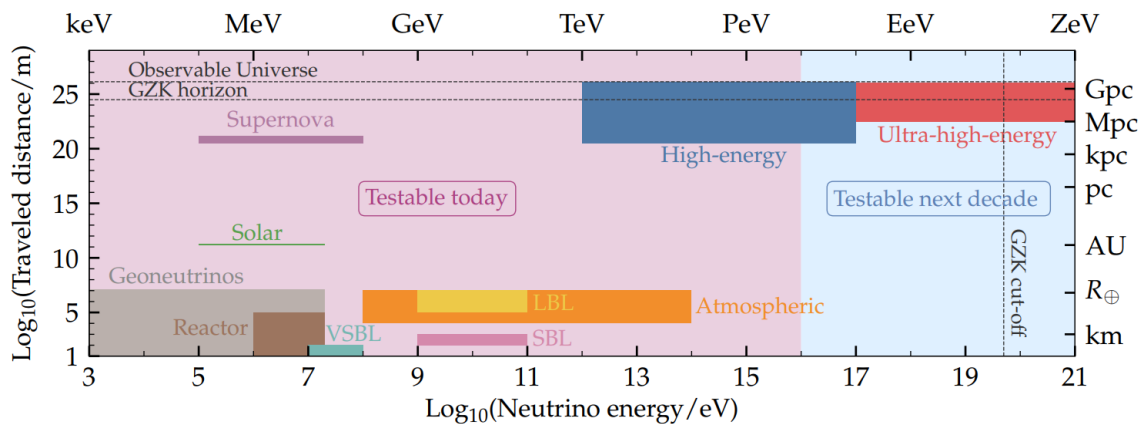 keV MeV GeV TeV PeV EeV ZeV
Observable Universe
GZK horizon
Supernova
High-energy
Ultra-high-energy
Testable today
Testable next decade
Solar
Geoneutrinos
Reactor
VSBL
LBL
SBL
Atmospheric
GZK cut-off
Log₁₀(Traveled distance/m)
25
20
15
10
5
1
Gpc
Mpc
kpc
pc
AU
R⊕
km
3 5 7 9 11 13 15 17 19 21
Log₁₀(Neutrino energy/eV)